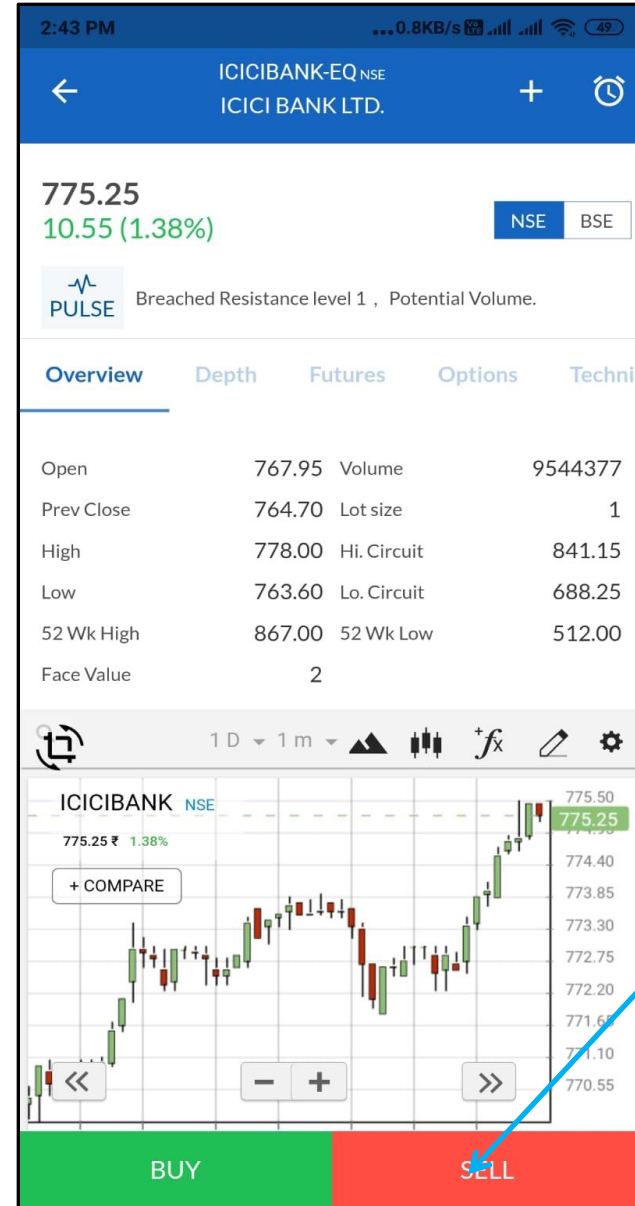 2:43 PM ...0.8KB/s 49
ICICIBANK-EQ NSE
ICICI BANK LTD.
775.25
10.55 (1.38%)
NSE BSE
PULSE Breached Resistance level 1 , Potential Volume.
Overview Depth Futures Options Techni
Open 767.95 Volume 9544377
Prev Close 764.70 Lot size 1
High 778.00 Hi. Circuit 841.15
Low 763.60 Lo. Circuit 688.25
52 Wk High 867.00 52 Wk Low 512.00
Face Value 2
1 D 1 m +fx
ICICIBANK NSE
775.25 ₹ 1.38%
+ COMPARE
775.50
775.25
774.40
773.85
773.30
772.75
772.20
771.65
771.10
770.55
BUY SELL